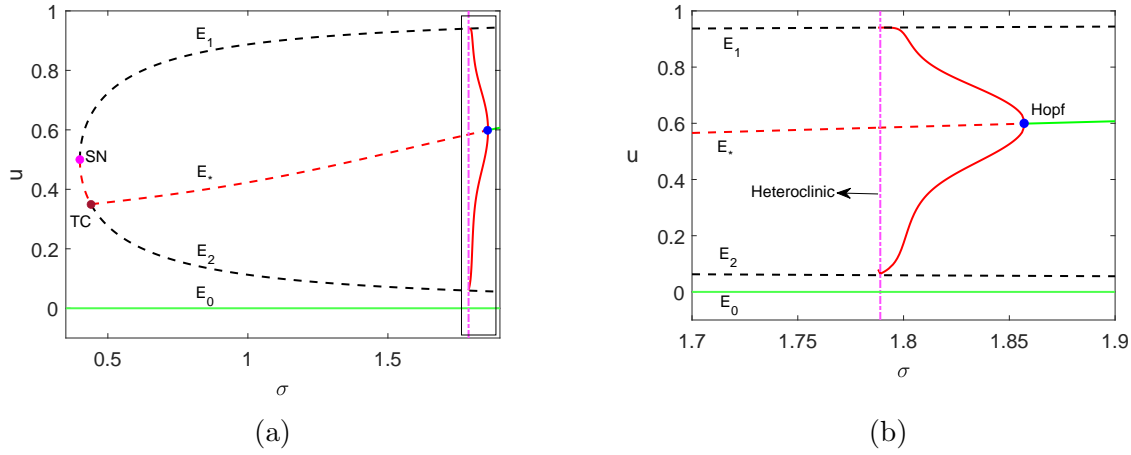 1
0.8
0.6
0.4
0.2
0
u
E1
SN
E*
TC
E2
E0
0.5 1 1.5
σ
(a)
1
0.8
0.6
0.4
0.2
0
u
E1
Hopf
E*
Heteroclinic
E2
E0
1.7 1.75 1.8 1.85 1.9
σ
(b)